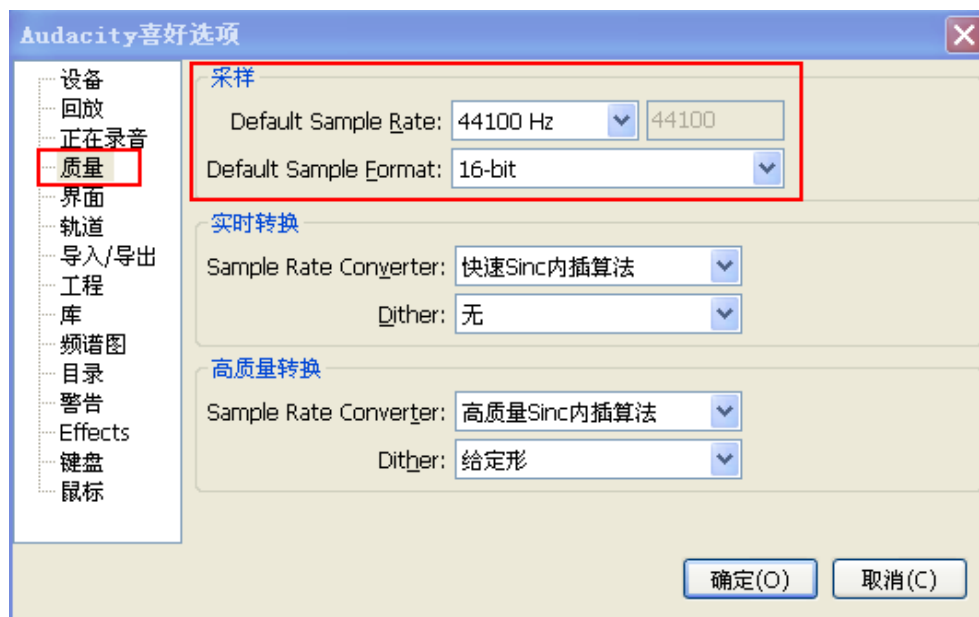 Audacity喜好选项
设备
回放
正在录音
质量
界面
轨道
导入/导出
工程
库
频谱图
目录
警告
Effects
键盘
鼠标
采样
Default Sample Rate: 44100 Hz 44100
Default Sample Format: 16-bit
实时转换
Sample Rate Converter: 快速Sinc内插算法
Dither: 无
高质量转换
Sample Rate Converter: 高质量Sinc内插算法
Dither: 给定形
确定(O) 取消(C)